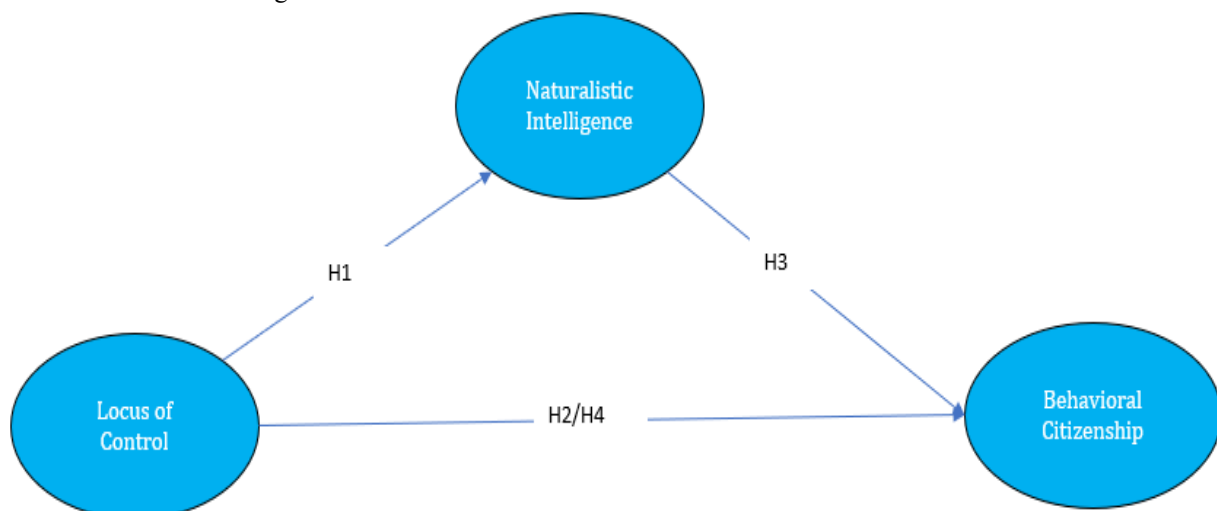 Naturalistic
Intelligence
H1
H3
Locus of
Control
H2/H4
Behavioral
Citizenship